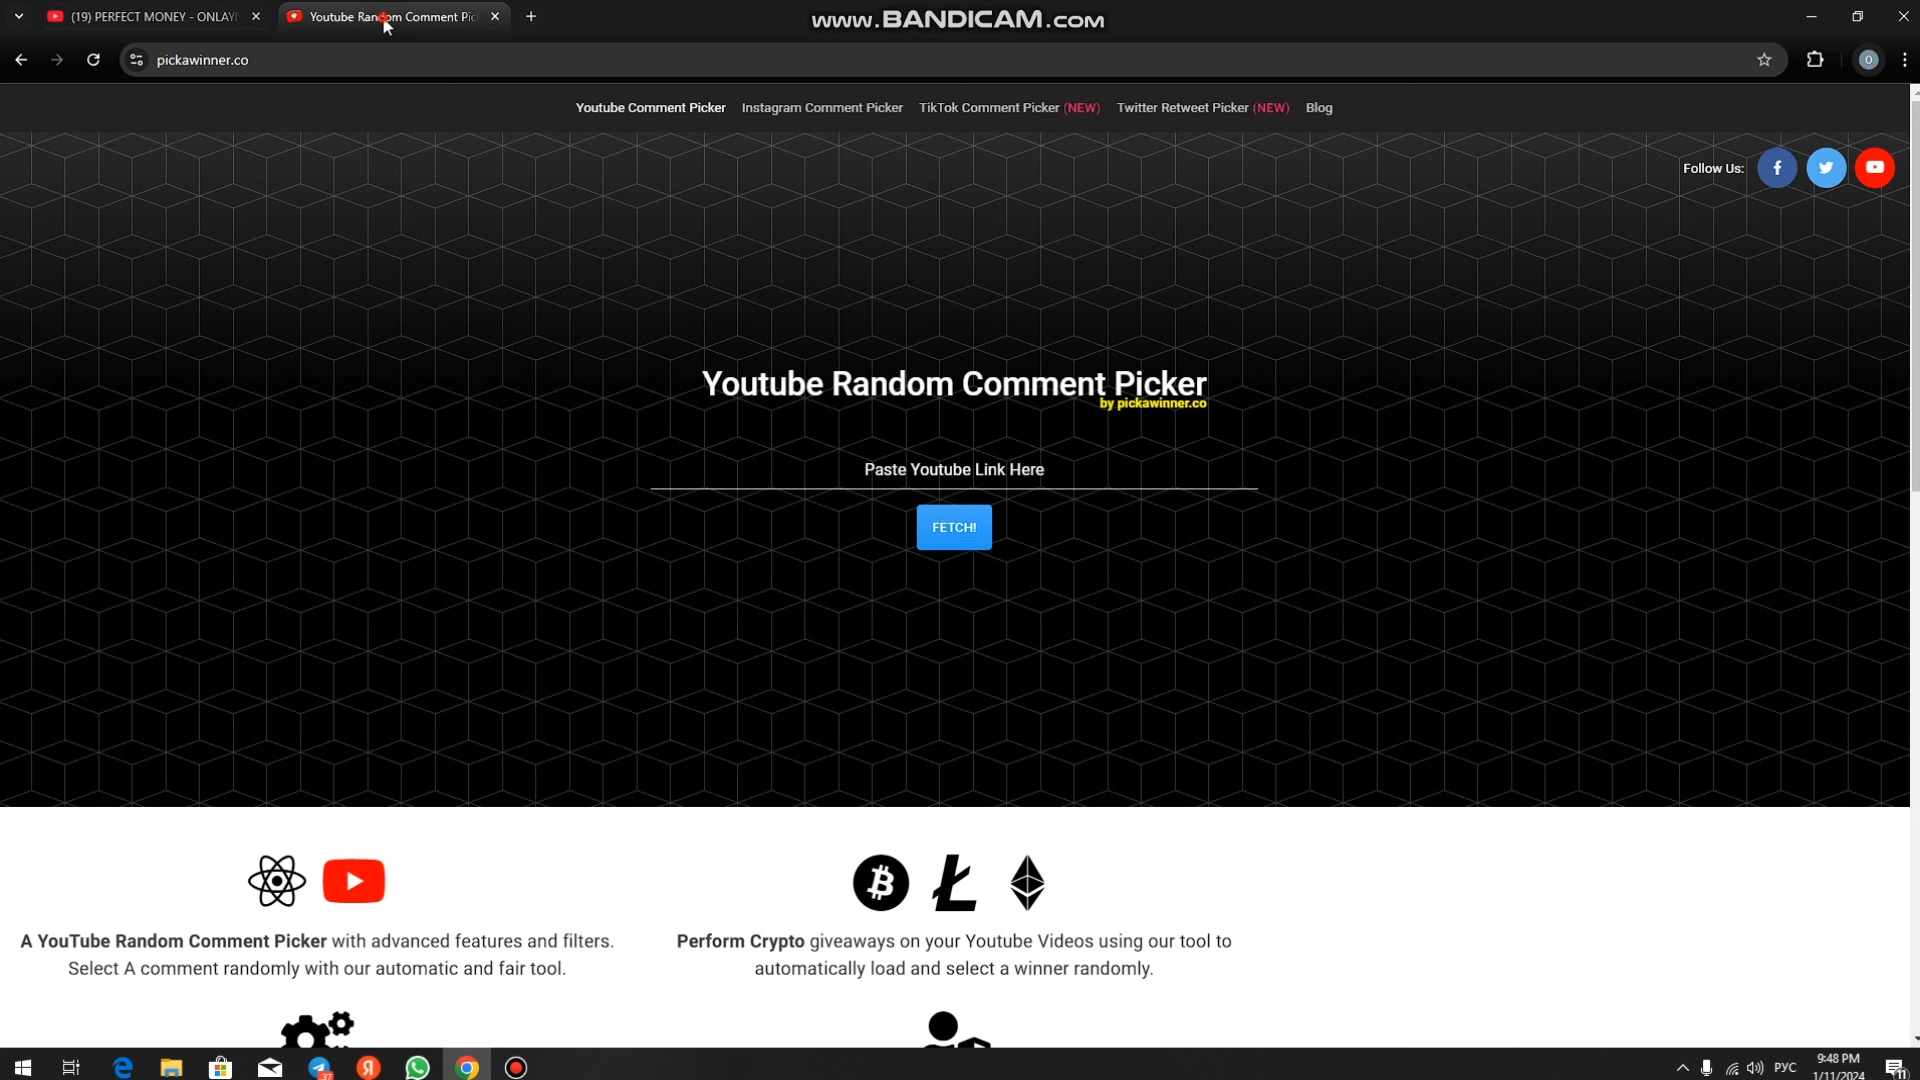 (19) PERFECT MONEY - ONLAY
Youtube Random Comment Pic
www.BANDICAM.com
pickawinner.co
Youtube Comment Picker
Instagram Comment Picker
TikTok Comment Picker (NEW)
Twitter Retweet Picker (NEW)
Blog
Follow Us:
Youtube Random Comment Picker
by pickawinner.co
Paste Youtube Link Here
FETCH!
A YouTube Random Comment Picker with advanced features and filters.
Select A comment randomly with our automatic and fair tool.
Perform Crypto giveaways on your Youtube Videos using our tool to
automatically load and select a winner randomly.
37
РУС
9:48 PM
1/11/2024
11